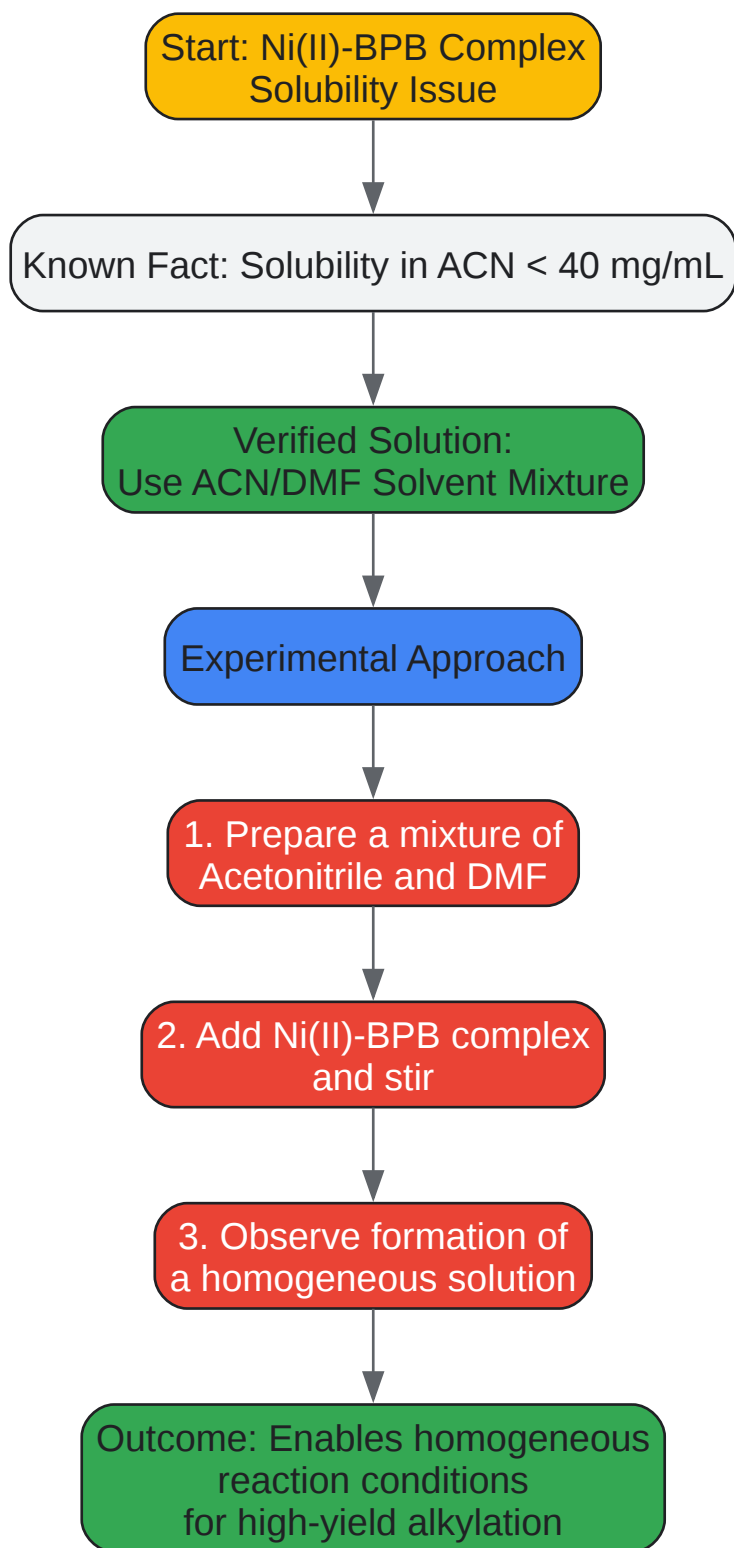 Start: Ni(II)-BPB Complex
Solubility Issue
Known Fact: Solubility in ACN < 40 mg/mL
Verified Solution:
Use ACN/DMF Solvent Mixture
Experimental Approach
1. Prepare a mixture of
Acetonitrile and DMF
2. Add Ni(II)-BPB complex
and stir
3. Observe formation of
a homogeneous solution
Outcome: Enables homogeneous
reaction conditions
for high-yield alkylation